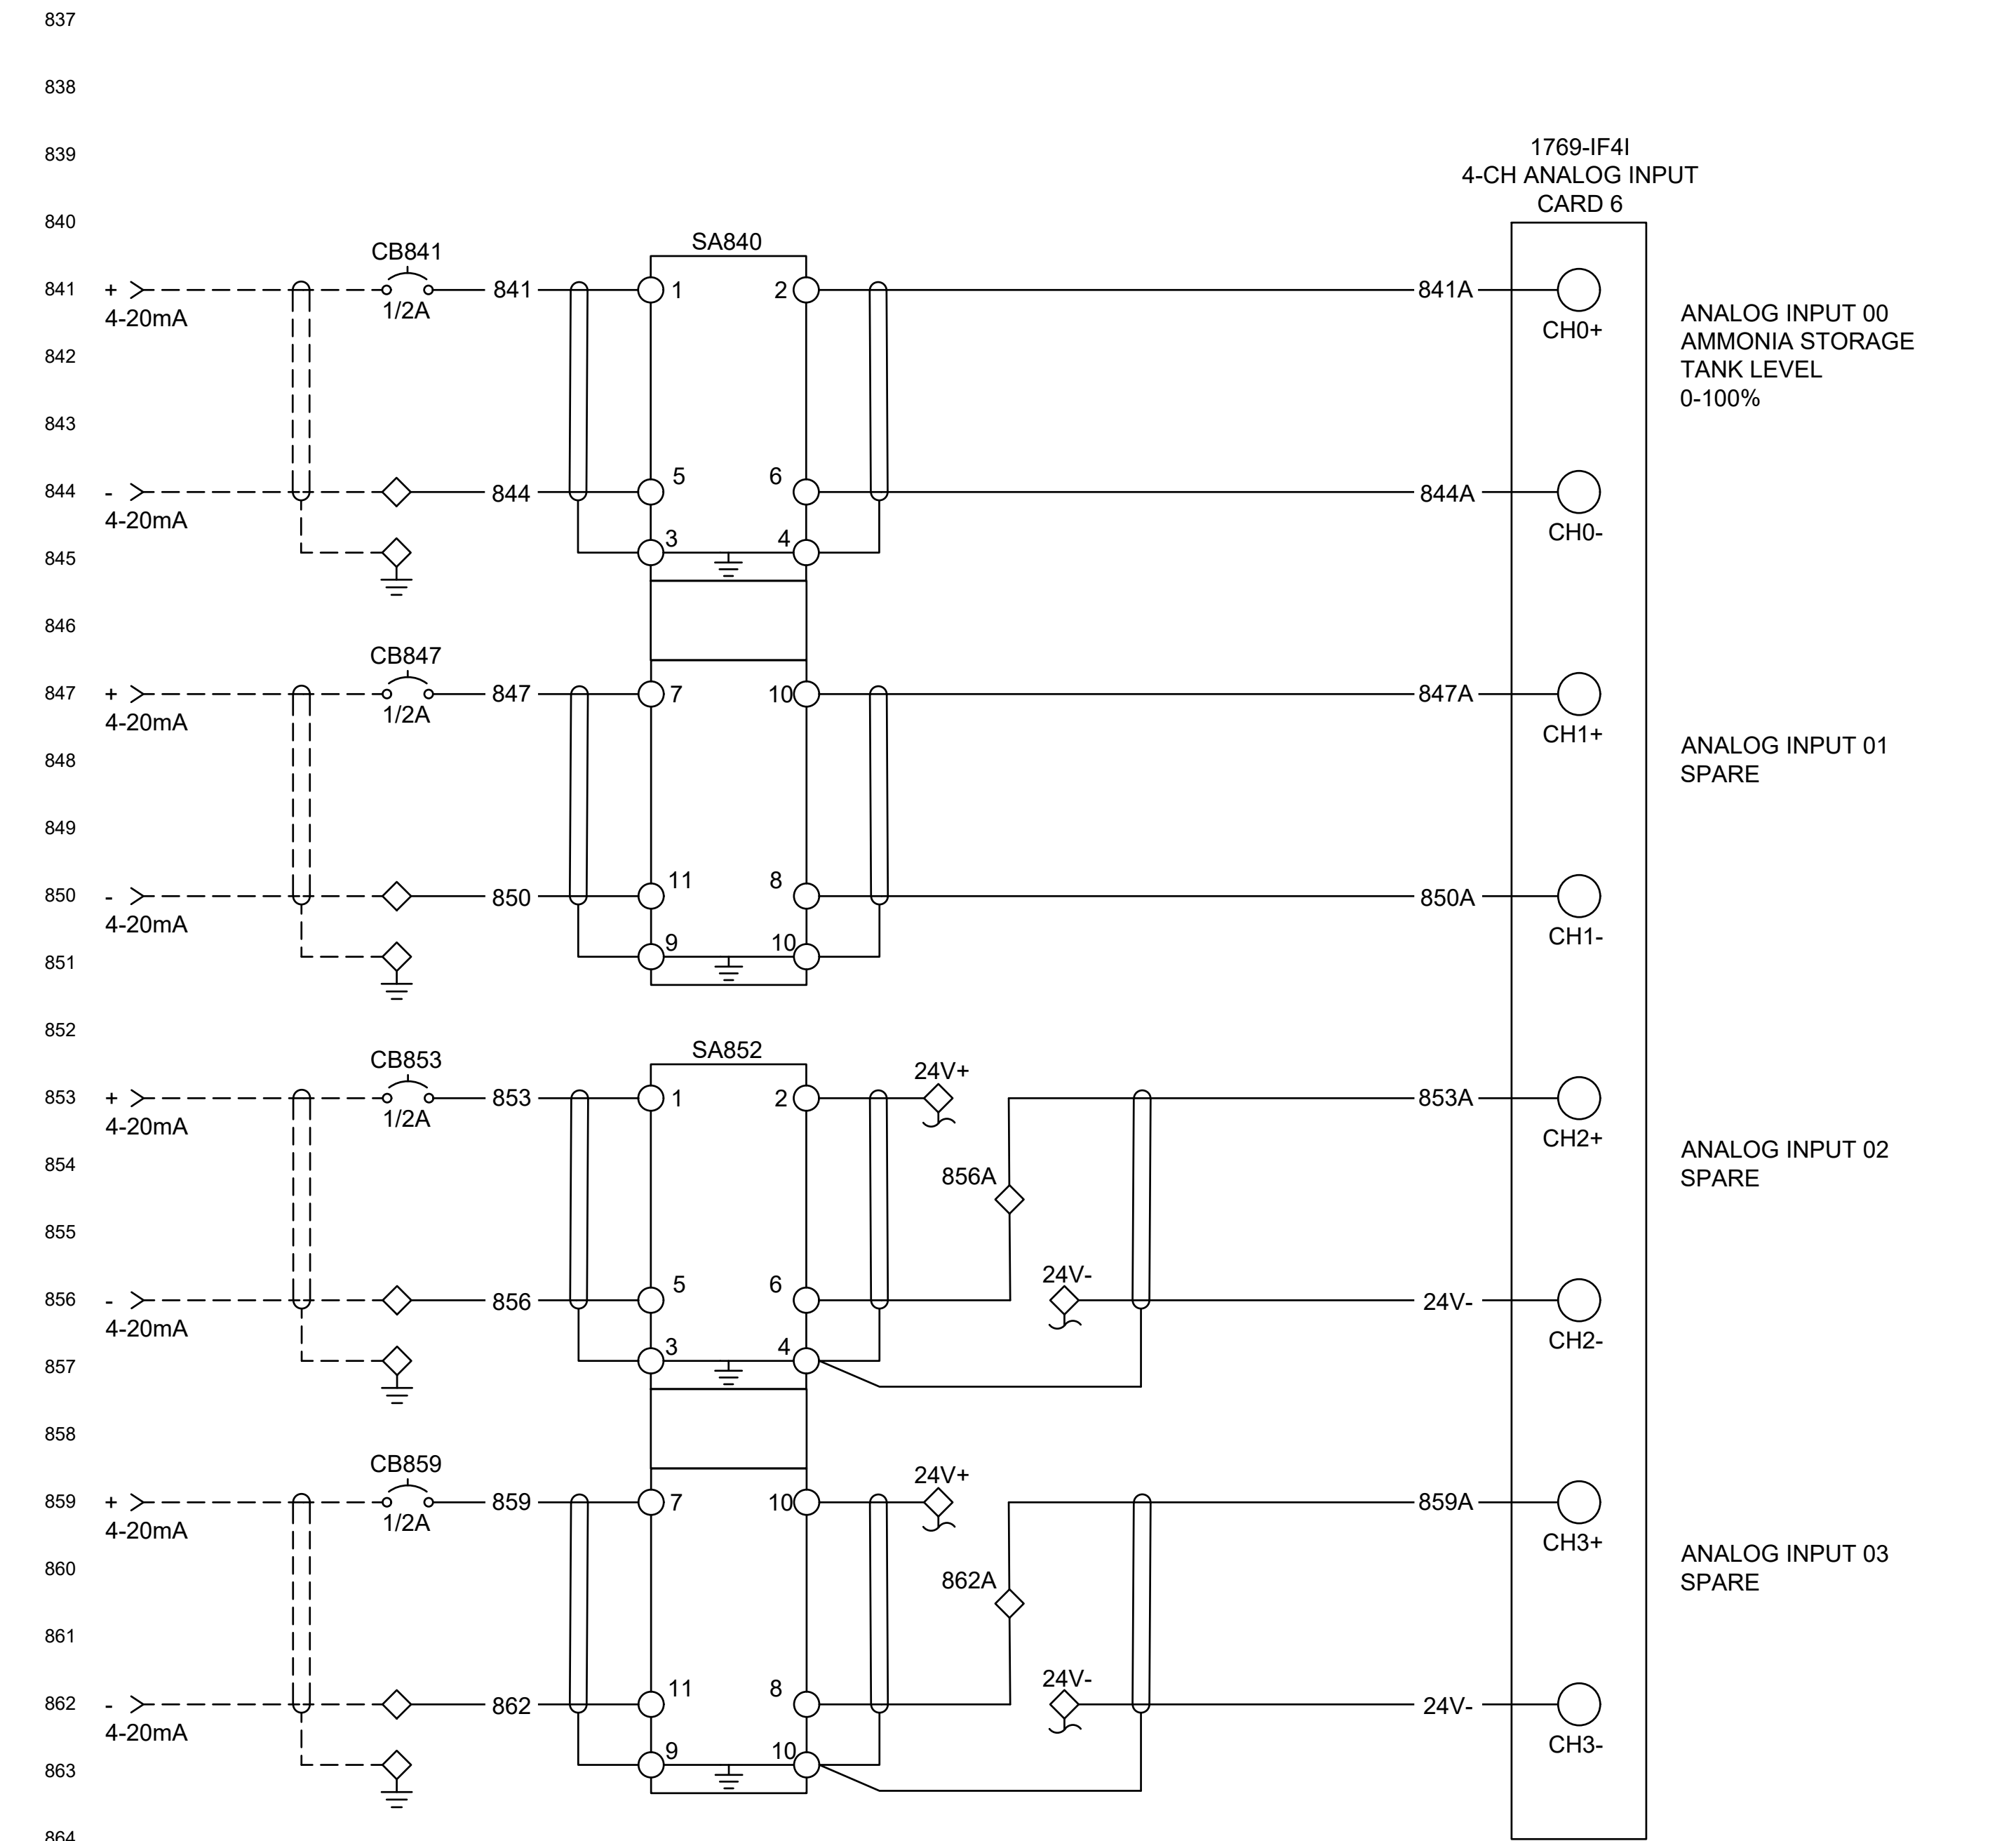 837
838
839
1769-IF4I
4-CH ANALOG INPUT
CARD 6
840
SA840
CB841
841 + 841 1 2 841A
4-20mA
1/2A
CH0+
ANALOG INPUT 00
AMMONIA STORAGE
TANK LEVEL
0-100%
842
843
5 6
844 - 844 844A
4-20mA
CH0-
3 4
845
846
CB847
847 + 847 7 10 847A
4-20mA
1/2A
CH1+
ANALOG INPUT 01
SPARE
848
849
11 8
850 - 850 850A
4-20mA
CH1-
9 10
851
852
SA852
CB853
24V+
853 + 853 1 2 853A
4-20mA
1/2A
CH2+
ANALOG INPUT 02
SPARE
854
856A
855
24V-
5 6
856 - 856 24V-
4-20mA
CH2-
3 4
857
858
CB859
24V+
859 + 859 7 10 859A
4-20mA
1/2A
CH3+
ANALOG INPUT 03
SPARE
860
862A
861
24V-
11 8
862 - 862 24V-
4-20mA
CH3-
9 10
863
864